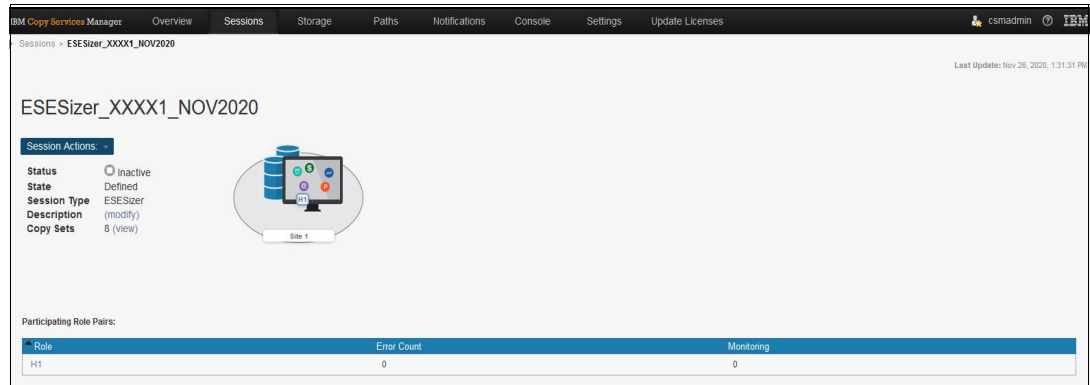 IBM Copy Services Manager Overview Sessions Storage Paths Notifications Console Settings Update Licenses csmadmin ? IBM
Sessions > ESESizer_XXXX1_NOV2020
Last Update: Nov 26, 2020, 1:31:31 PM
ESESizer_XXXX1_NOV2020
Session Actions:
Status Inactive
State Defined
Session Type ESESizer
Description (modify)
Copy Sets 8 (view)
H1
Site 1
Participating Role Pairs:
Role Error Count Monitoring
H1 0 0